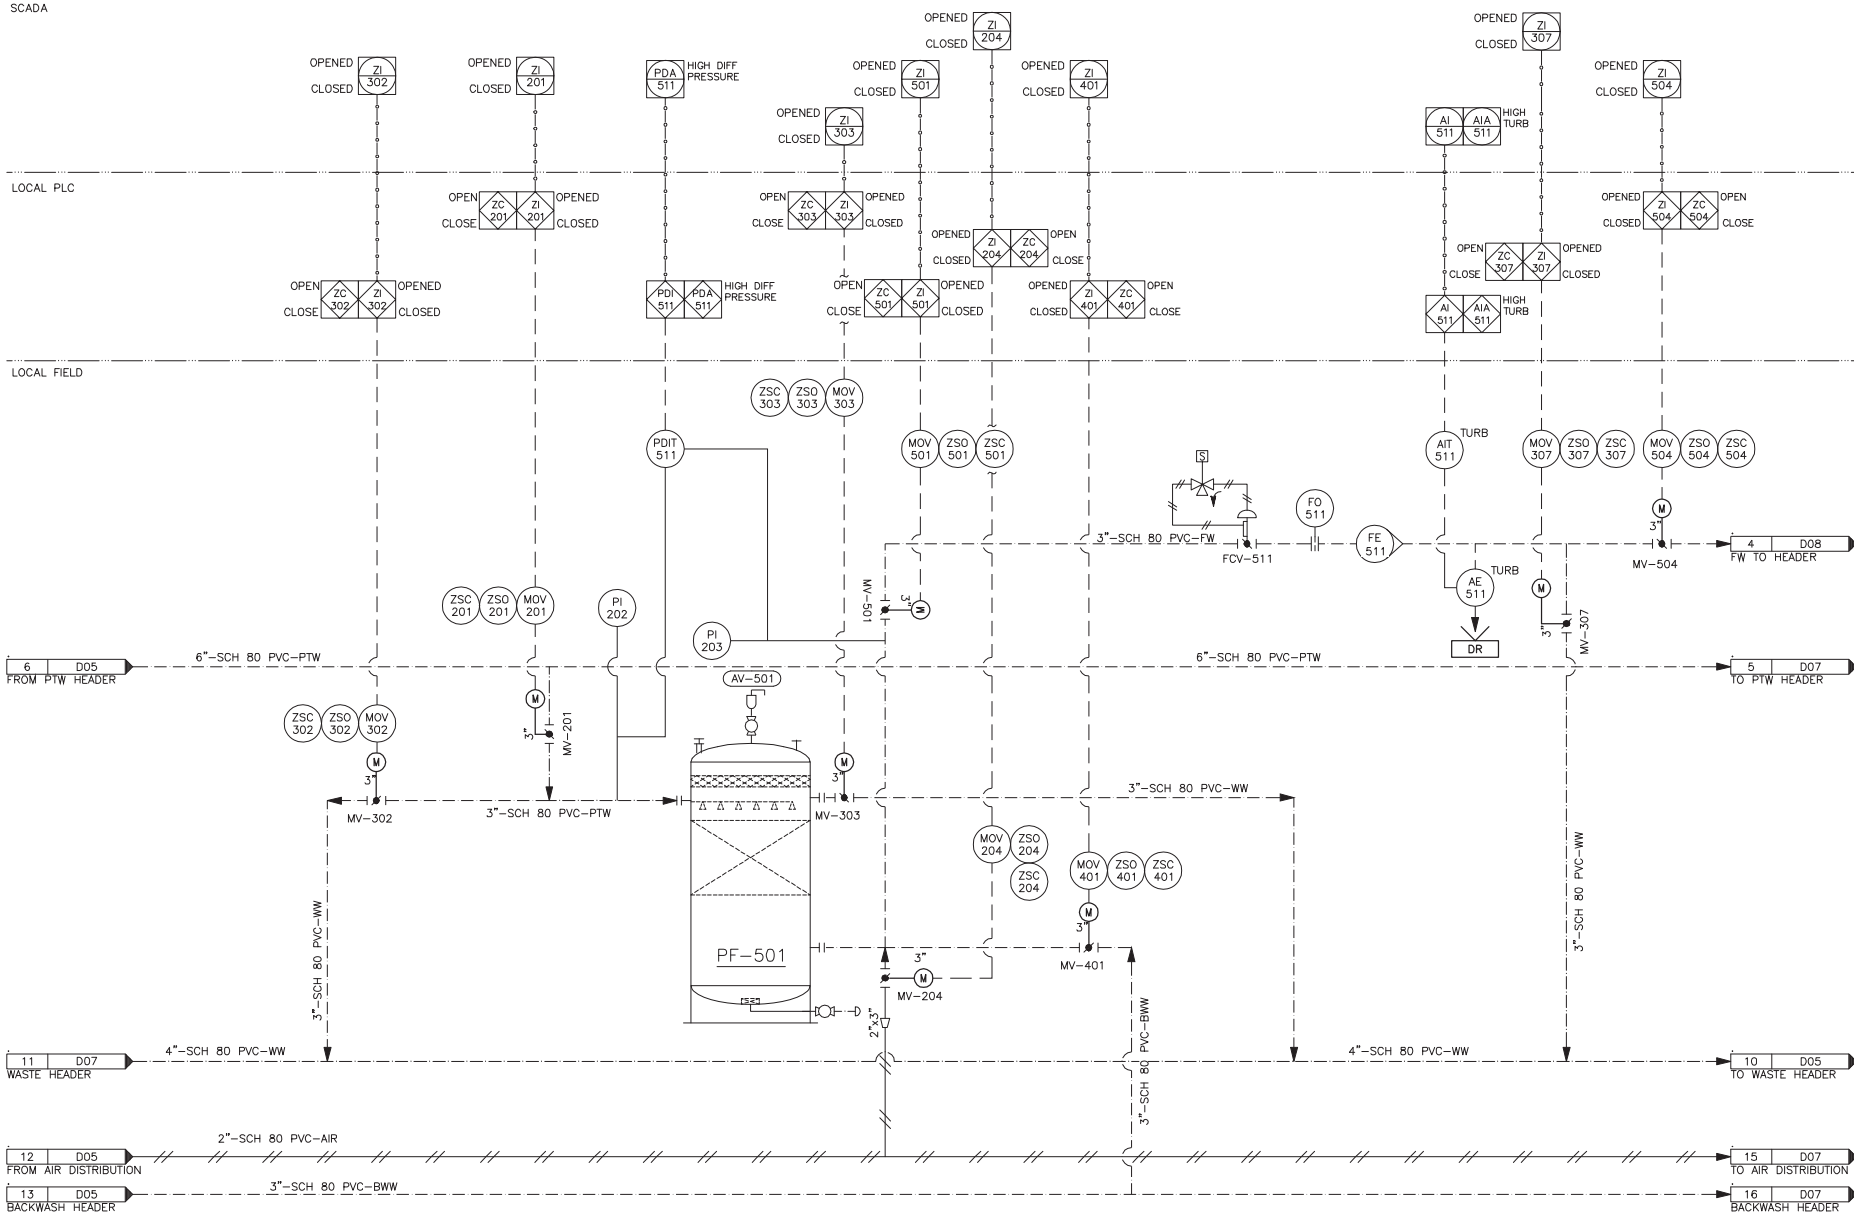 SCADA
OPENED
CLOSED
ZI
302
OPENED
CLOSED
ZI
201
PDA
511
HIGH DIFF
PRESSURE
OPENED
CLOSED
ZI
303
OPENED
CLOSED
ZI
501
OPENED
CLOSED
ZI
204
OPENED
CLOSED
ZI
401
AI
511
AIA
511
HIGH
TURB
OPENED
CLOSED
ZI
307
OPENED
CLOSED
ZI
504
LOCAL PLC
OPEN
CLOSE
ZC
302
ZI
302
OPENED
CLOSED
OPEN
CLOSE
ZC
201
ZI
201
OPENED
CLOSED
PDI
511
PDA
511
HIGH DIFF
PRESSURE
OPEN
CLOSE
ZC
303
ZI
303
OPENED
CLOSED
OPEN
CLOSE
ZC
501
ZI
501
OPENED
CLOSED
OPENED
CLOSED
ZI
204
ZC
204
OPEN
CLOSE
OPENED
CLOSED
ZI
401
ZC
401
OPEN
CLOSE
AI
511
AIA
511
HIGH
TURB
OPEN
CLOSE
ZC
307
ZI
307
OPENED
CLOSED
OPENED
CLOSED
ZI
504
ZC
504
OPEN
CLOSE
LOCAL FIELD
ZSC
303
ZSO
303
MOV
303
PDIT
511
MOV
501
ZSO
501
ZSC
501
AIT
511
TURB
MOV
307
ZSO
307
ZSC
307
MOV
504
ZSO
504
ZSC
504
S
FO
511
M
3"
3"-SCH 80 PVC-FW
FCV-511
FE
511
MV-504
4 D08
FW TO HEADER
ZSC
201
ZSO
201
MOV
201
PI
202
PI
203
MV-501
3"
M
AE
511
TURB
DR
M
3"
MV-307
6 D05
FROM PTW HEADER
6"-SCH 80 PVC-PTW
6"-SCH 80 PVC-PTW
5 D07
TO PTW HEADER
AV-501
ZSC
302
ZSO
302
MOV
302
M
3"
MV-201
M
3"
MV-302
3"-SCH 80 PVC-PTW
M
3"
MV-303
3"-SCH 80 PVC-WW
MOV
204
ZSO
204
ZSC
204
MOV
401
ZSO
401
ZSC
401
M
3"
MV-401
3"-SCH 80 PVC-WW
3"-SCH 80 PVC-WW
PF-501
3"
M
MV-204
2"x3"
3"-SCH 80 PVC-BWW
11 D07
WASTE HEADER
4"-SCH 80 PVC-WW
4"-SCH 80 PVC-WW
10 D05
TO WASTE HEADER
12 D05
FROM AIR DISTRIBUTION
2"-SCH 80 PVC-AIR
15 D07
TO AIR DISTRIBUTION
13 D05
BACKWASH HEADER
3"-SCH 80 PVC-BWW
16 D07
BACKWASH HEADER